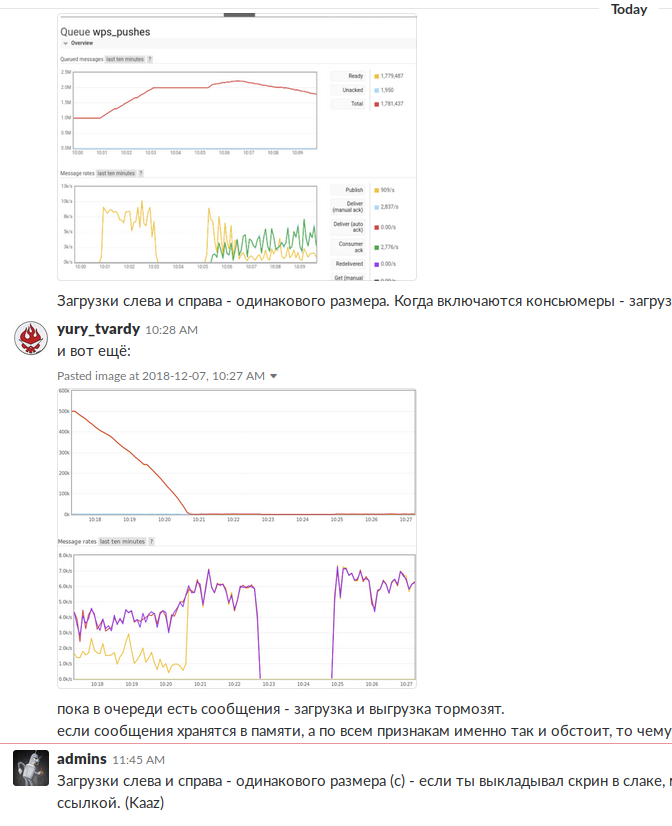 Today
Queue wps_pushes
Overview
Queued messages last ten minutes ?
2.5M
2.0M
1.5M
1.0M
0.5M
0.0M
10:00 10:01 10:02 10:03 10:04 10:05 10:06 10:07 10:08 10:09
Ready 1,779,487
Unacked 1,950
Total 1,781,437
Message rates last ten minutes ?
10k/s
8k/s
5k/s
3k/s
0k/s
10:00 10:01 10:02 10:03 10:04 10:05 10:06 10:07 10:08 10:09
Publish 909/s
Deliver (manual ack) 2,837/s
Deliver (auto ack) 0.00/s
Consumer ack 2,776/s
Redelivered 0.00/s
Get (manual
Загрузки слева и справа - одинакового размера. Когда включаются консьюмеры - загруз
yury_tvardy 10:28 AM
и вот ещё:
Pasted image at 2018-12-07, 10:27 AM
600k
500k
400k
300k
200k
100k
0k
10:18 10:19 10:20 10:21 10:22 10:23 10:24 10:25 10:26 10:27
Message rates last ten minutes ?
8.0k/s
7.0k/s
6.0k/s
5.0k/s
4.0k/s
3.0k/s
2.0k/s
1.0k/s
0.0k/s
10:18 10:19 10:20 10:21 10:22 10:23 10:24 10:25 10:26 10:27
пока в очереди есть сообщения - загрузка и выгрузка тормозят.
если сообщения хранятся в памяти, а по всем признакам именно так и обстоит, то чему
admins 11:45 AM
Загрузки слева и справа - одинакового размера (с) - если ты выкладывал скрин в слаке,
ссылкой. (Kaaz)